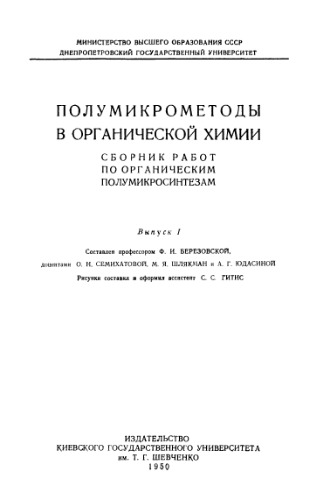 МИНИСТЕРСТВО ВЫСШЕГО ОБРАЗОВАНИЯ СССР
ДНЕПРОПЕТРОВСКИЙ ГОСУДАРСТВЕННЫЙ УНИВЕРСИТЕТ
ПОЛУМИКРОМЕТОДЫ
В ОРГАНИЧЕСКОЙ ХИМИИ
СБОРНИК РАБОТ
ПО ОРГАНИЧЕСКИМ
ПОЛУМИКРОСИНТЕЗАМ
Выпуск I
Составлен профессором Ф. И. БЕРЕЗОВСКОЙ,
доцентами О. Н. СЕМИХАТОВОЙ, М. Я. ШЛЯКМАН и А. Г. ЮДАСИНОЙ
Рисунки составил и оформил ассистент С. С. ГИТИС
ИЗДАТЕЛЬСТВО
КИЕВСКОГО ГОСУДАРСТВЕННОГО УНИВЕРСИТЕТА
им. Т. Г. ШЕВЧЕНКО
1950